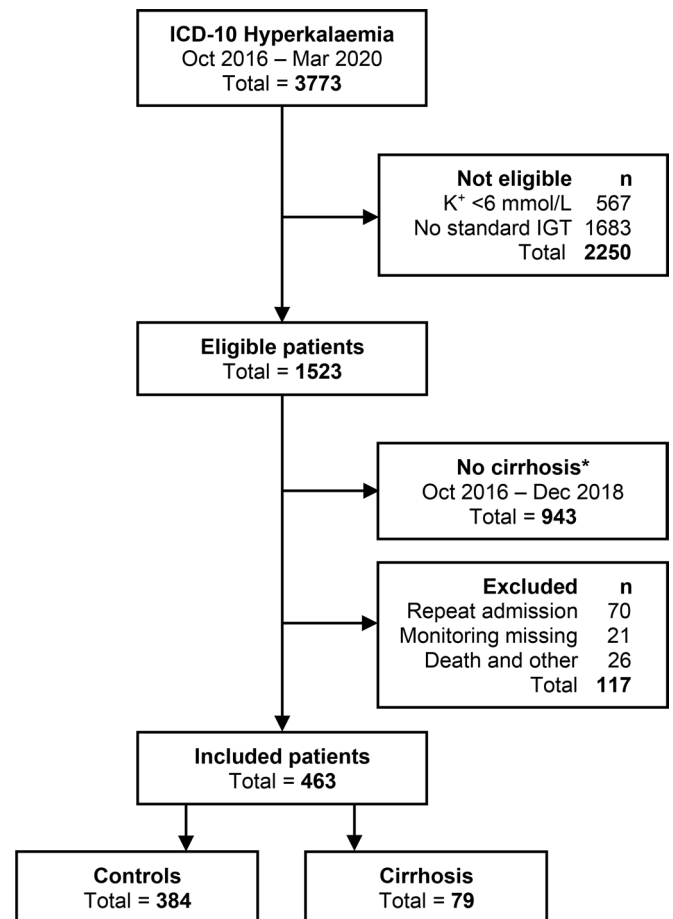 ICD-10 Hyperkalaemia
Oct 2016 – Mar 2020
Total = 3773
Not eligible n
K⁺ <6 mmol/L 567
No standard IGT 1683
Total 2250
Eligible patients
Total = 1523
No cirrhosis*
Oct 2016 – Dec 2018
Total = 943
Excluded n
Repeat admission 70
Monitoring missing 21
Death and other 26
Total 117
Included patients
Total = 463
Controls
Total = 384
Cirrhosis
Total = 79